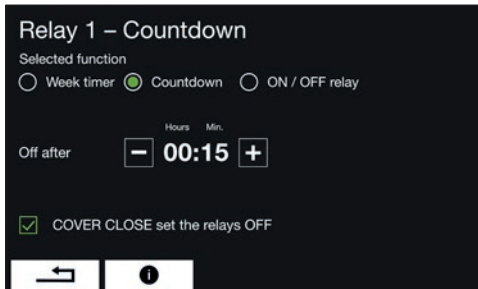 Relay 1 – Countdown
Selected function
Week timer Countdown ON / OFF relay
Hours Min.
Off after − 00:15 +
COVER CLOSE set the relays OFF
i